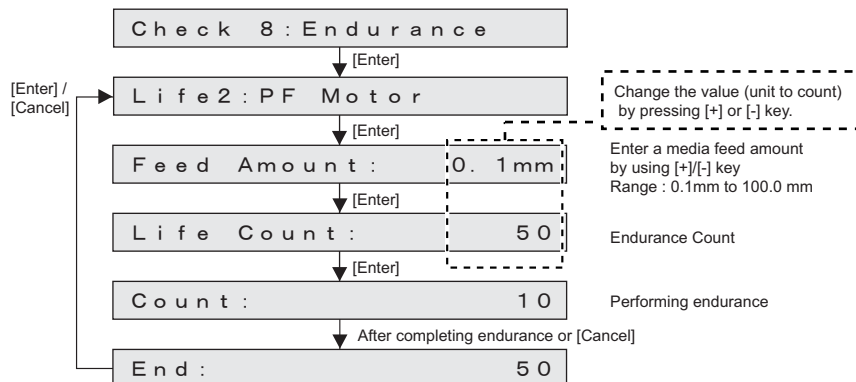 Check 8:Endurance
[Enter]
[Enter] /
[Cancel]
Life2:PF Motor
Change the value (unit to count)
by pressing [+] or [-] key.
[Enter]
Feed Amount: 0. 1mm
Enter a media feed amount
by using [+]/[-] key
Range : 0.1mm to 100.0 mm
[Enter]
Life Count: 50
Endurance Count
[Enter]
Count: 10
Performing endurance
After completing endurance or [Cancel]
End: 50